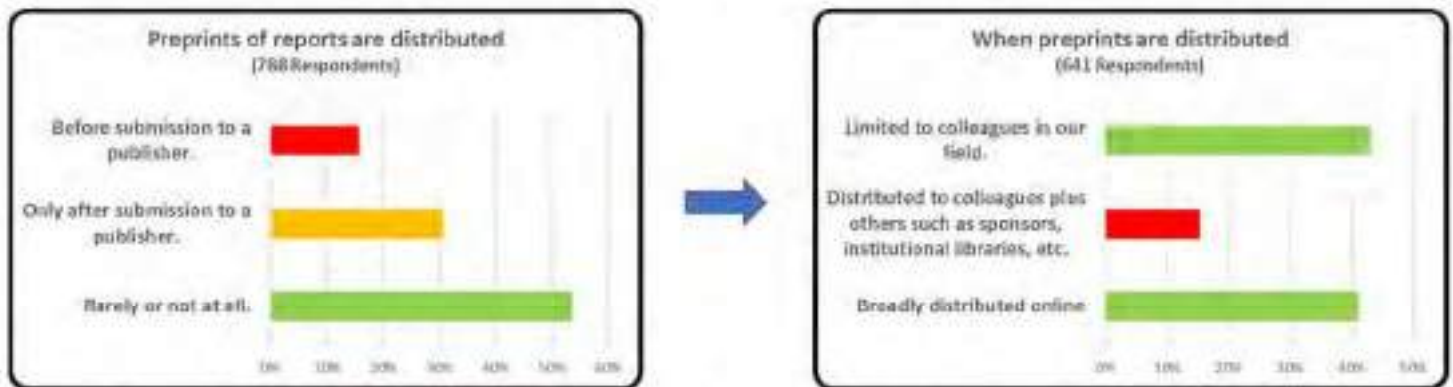 Preprints of reports are distributed
(788 Respondents)
Before submission to a
publisher.
Only after submission to a
publisher.
Rarely or not at all.
0%
10%
20%
30%
40%
50%
60%
When preprints are distributed
(641 Respondents)
Limited to colleagues in our
field.
Distributed to colleagues plus
others such as sponsors,
institutional libraries, etc.
Broadly distributed online
0%
10%
20%
30%
40%
50%